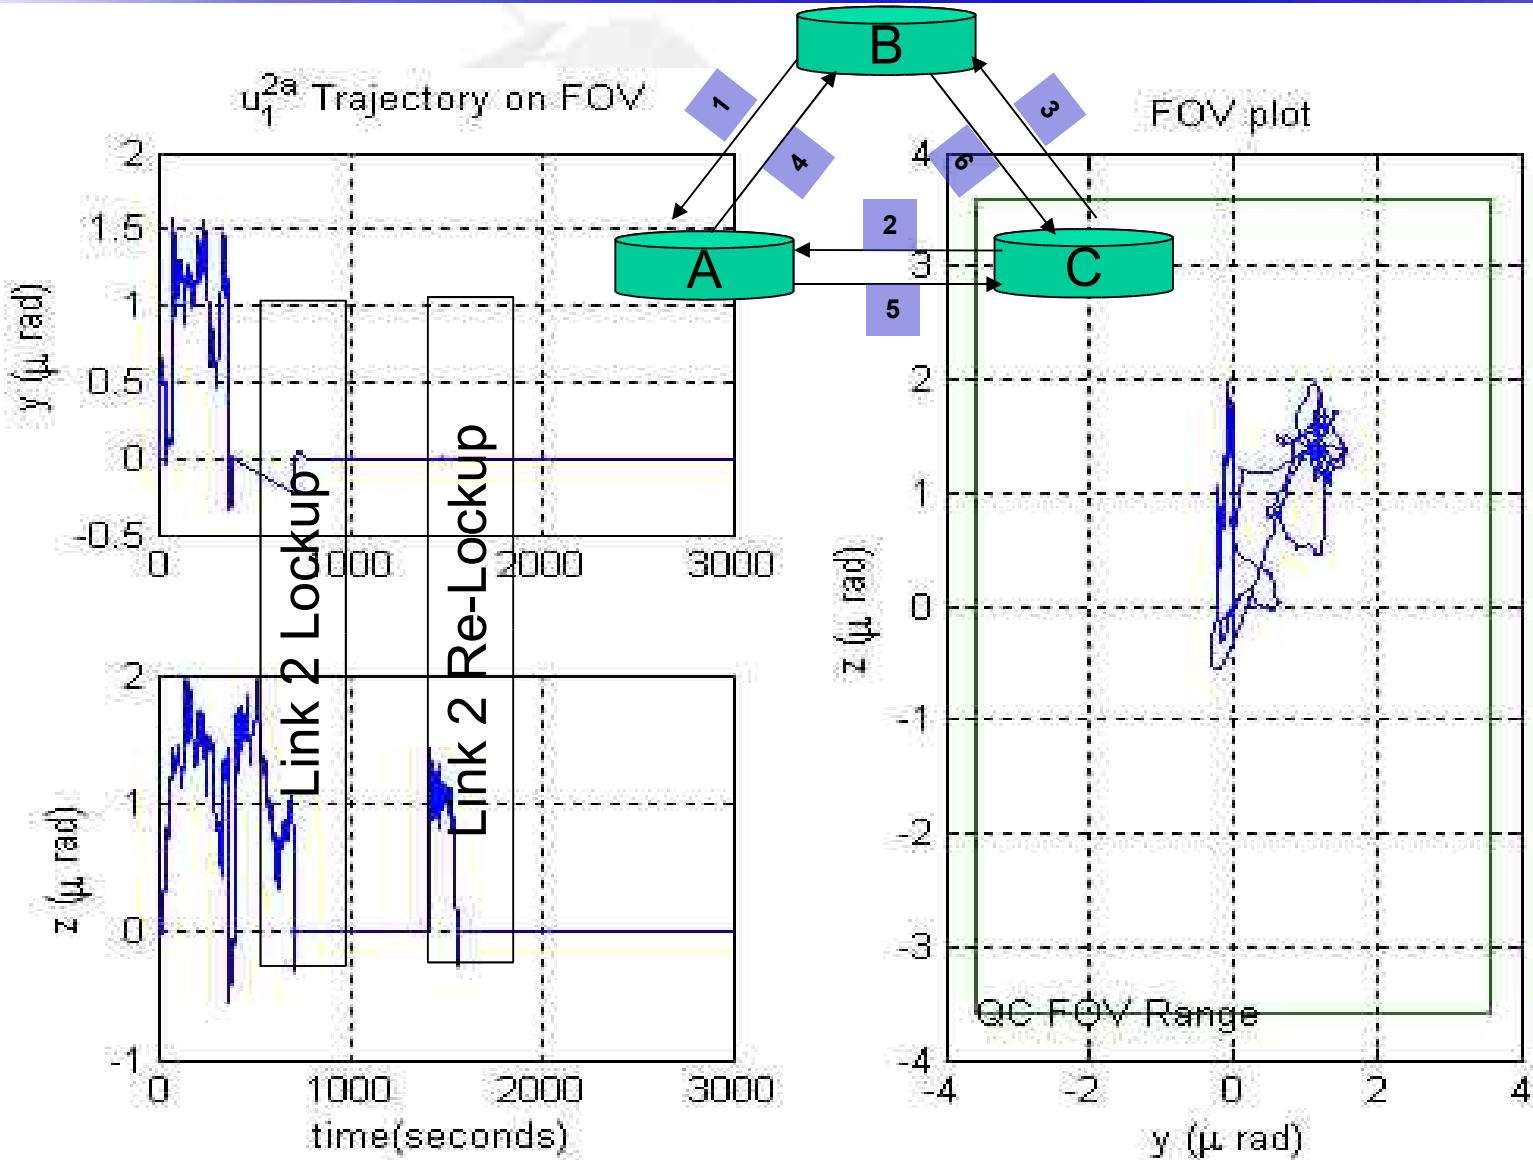 B
u₁²ᵃ Trajectory on FOV
FOV plot
1
4
3
6
2
5
A
C
2
1.5
1
0.5
0
-0.5
y (μ rad)
0
1000
2000
3000
Link 2 Lockup
Link 2 Re-Lockup
2
1
0
-1
z (μ rad)
0
1000
2000
3000
time(seconds)
4
3
2
1
0
-1
-2
-3
-4
z (μ rad)
QC FOV Range
-4
-2
0
2
4
y (μ rad)